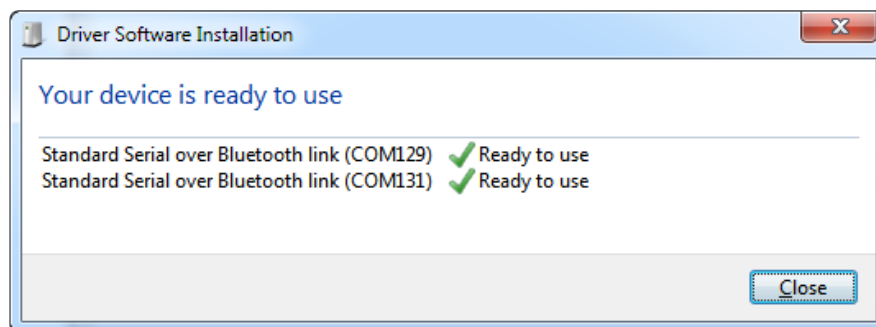 Driver Software Installation
Your device is ready to use
Standard Serial over Bluetooth link (COM129) Ready to use
Standard Serial over Bluetooth link (COM131) Ready to use
Close